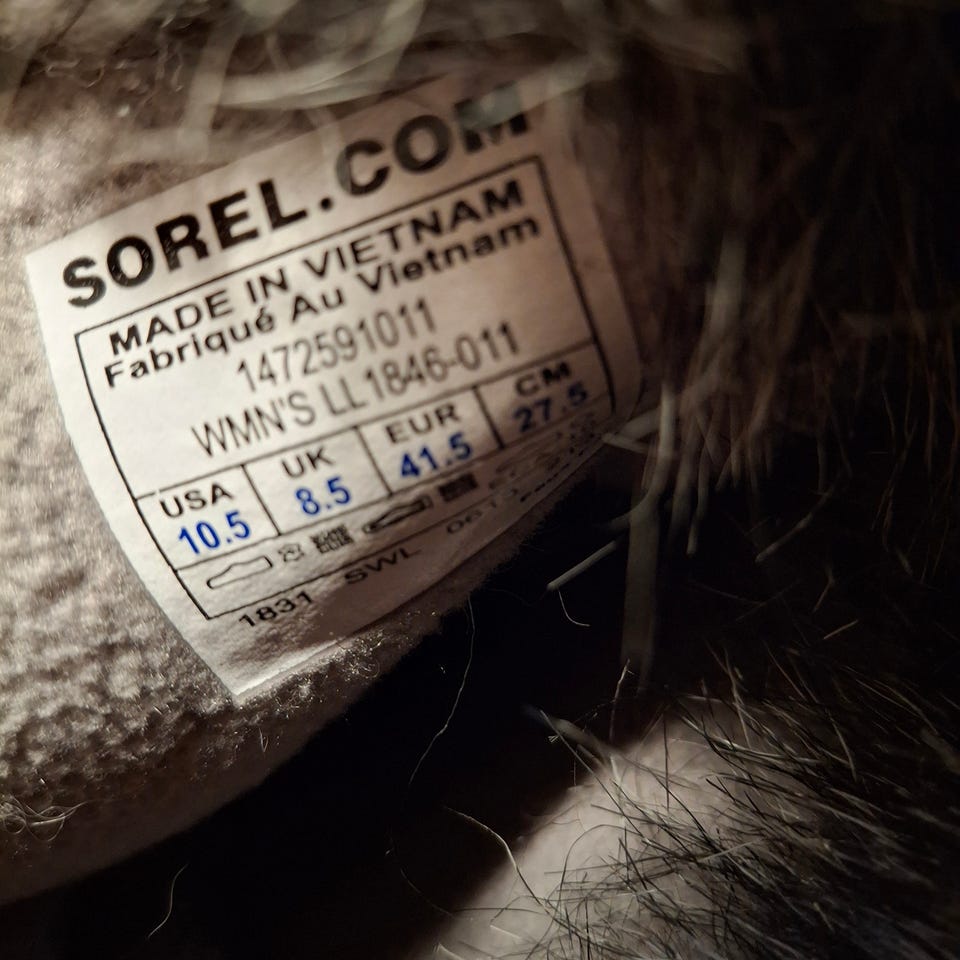 SOREL.COM
MADE IN VIETNAM
Fabriqué Au Vietnam
1472591011
WMN'S LL1846-011
USA UK EUR CM
10.5 8.5 41.5 27.5
1831 SWL